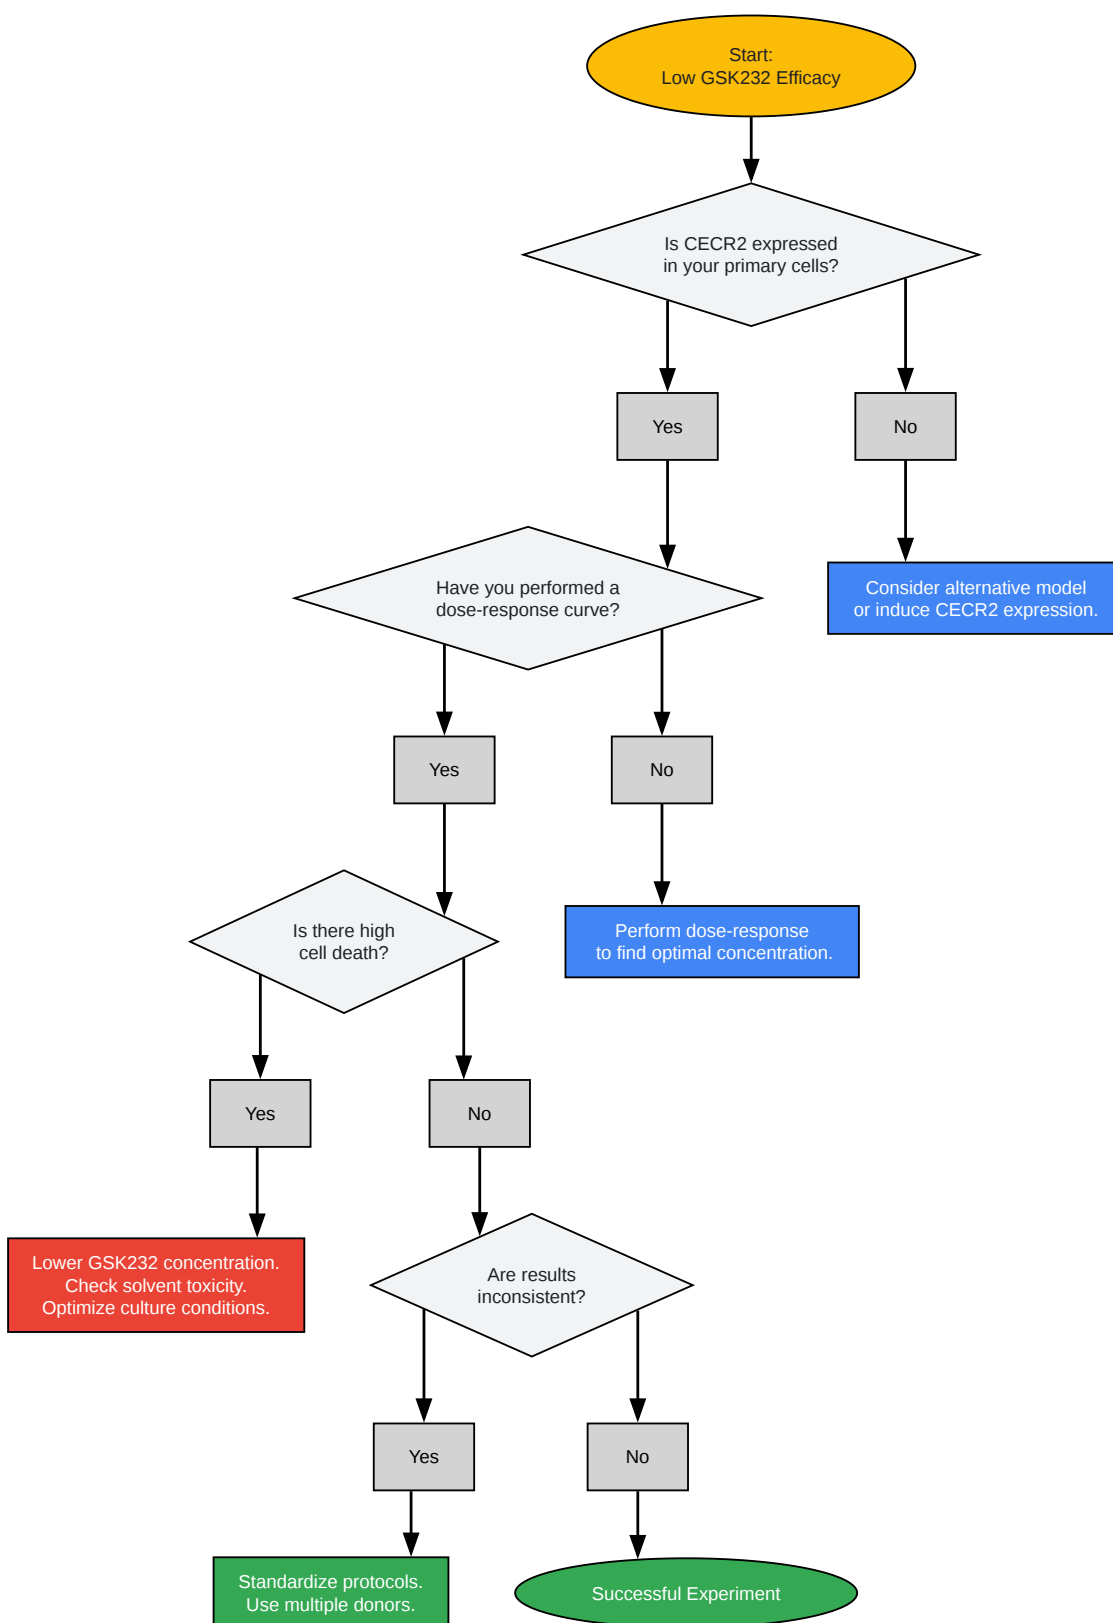 Start:
Low GSK232 Efficacy
Is CECR2 expressed
in your primary cells?
Yes
No
Consider alternative model
or induce CECR2 expression.
Have you performed a
dose-response curve?
Yes
No
Perform dose-response
to find optimal concentration.
Is there high
cell death?
Yes
No
Lower GSK232 concentration.
Check solvent toxicity.
Optimize culture conditions.
Are results
inconsistent?
Yes
No
Standardize protocols.
Use multiple donors.
Successful Experiment